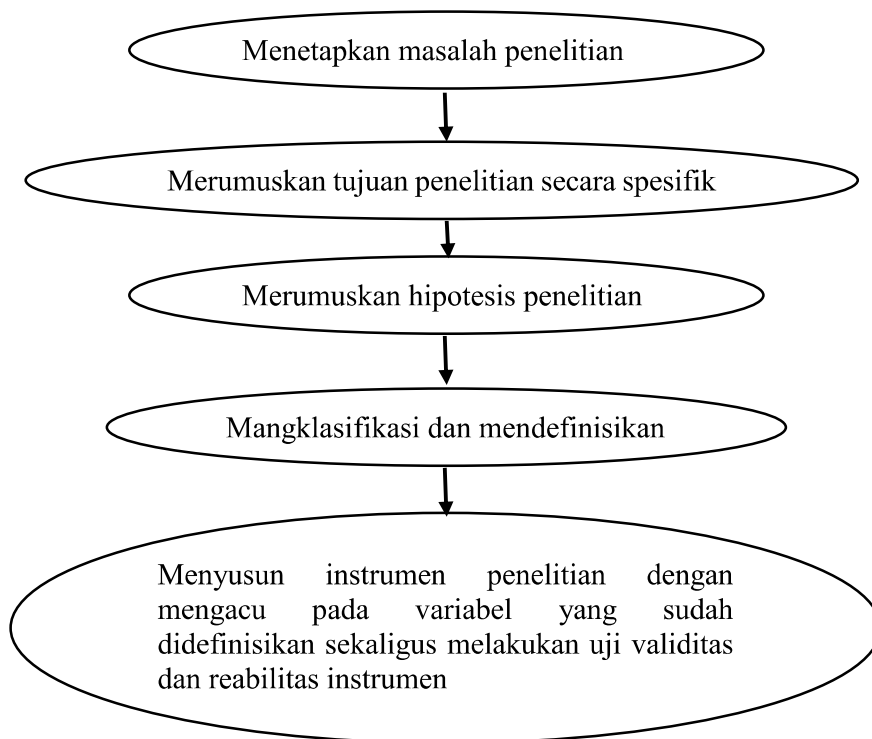 Menetapkan masalah penelitian
Merumuskan tujuan penelitian secara spesifik
Merumuskan hipotesis penelitian
Mangklasifikasi dan mendefinisikan
Menyusun instrumen penelitian dengan
mengacu pada variabel yang sudah
didefinisikan sekaligus melakukan uji validitas
dan reabilitas instrumen